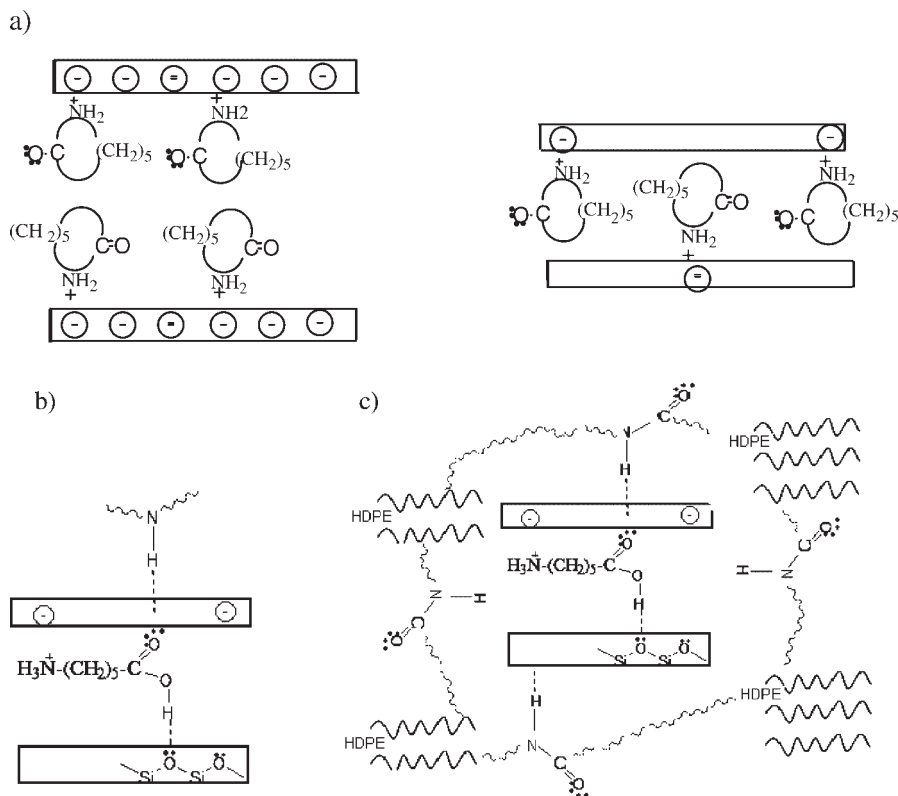 a)
+
NH₂
+
NH2
O·C
(CH₂)₅
O·C
(CH₂)₅
(CH₂)₅
C=O
(CH₂)₅
C=O
NH₂
+
NH₂
+
+
NH₂
(CH₂)₅
C=O
+
NH₂
O·C
(CH₂)₅
NH₂
+
O·C
(CH₂)₅
b)
N
H
H₃N⁺-(CH₂)₅-C
O
O
H
O O
Si Si
c)
C O
N
H
HDPE
HDPE
H₃N⁺-(CH₂)₅-C
O
O
H
O O
Si Si
N H
C
O
C O
H N
HDPE
HDPE
H
N C
O